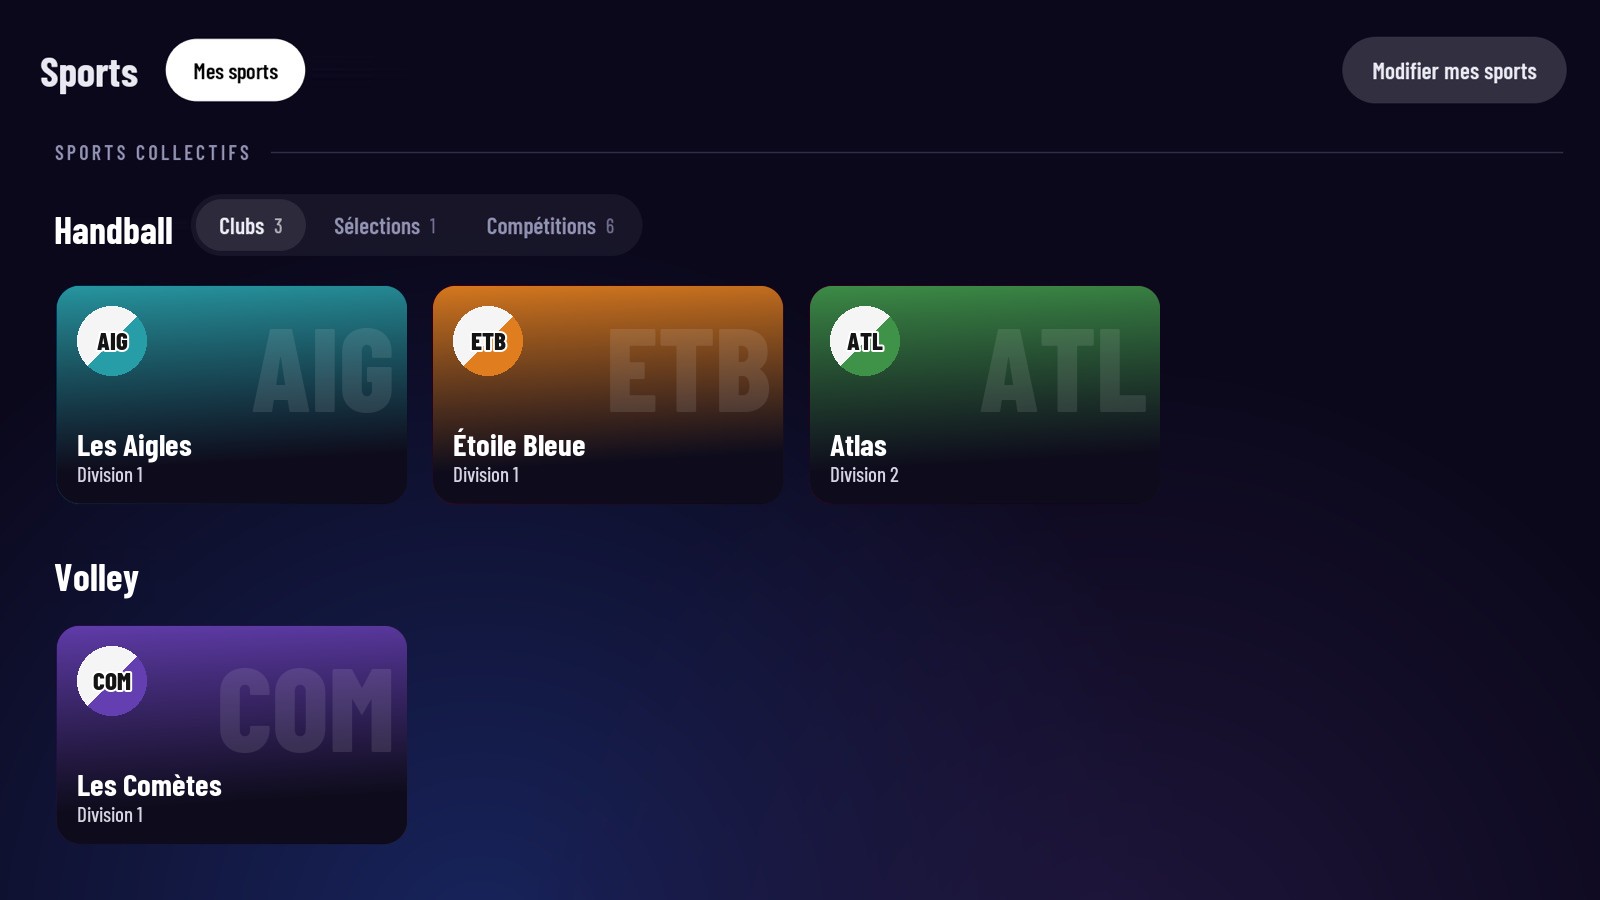 Sports
Mes sports
Modifier mes sports
SPORTS COLLECTIFS
Handball
Clubs 3
Sélections 1
Compétitions 6
AIG
AIG
Les Aigles
Division 1
ETB
ETB
Étoile Bleue
Division 1
ATL
ATL
Atlas
Division 2
Volley
COM
COM
Les Comètes
Division 1